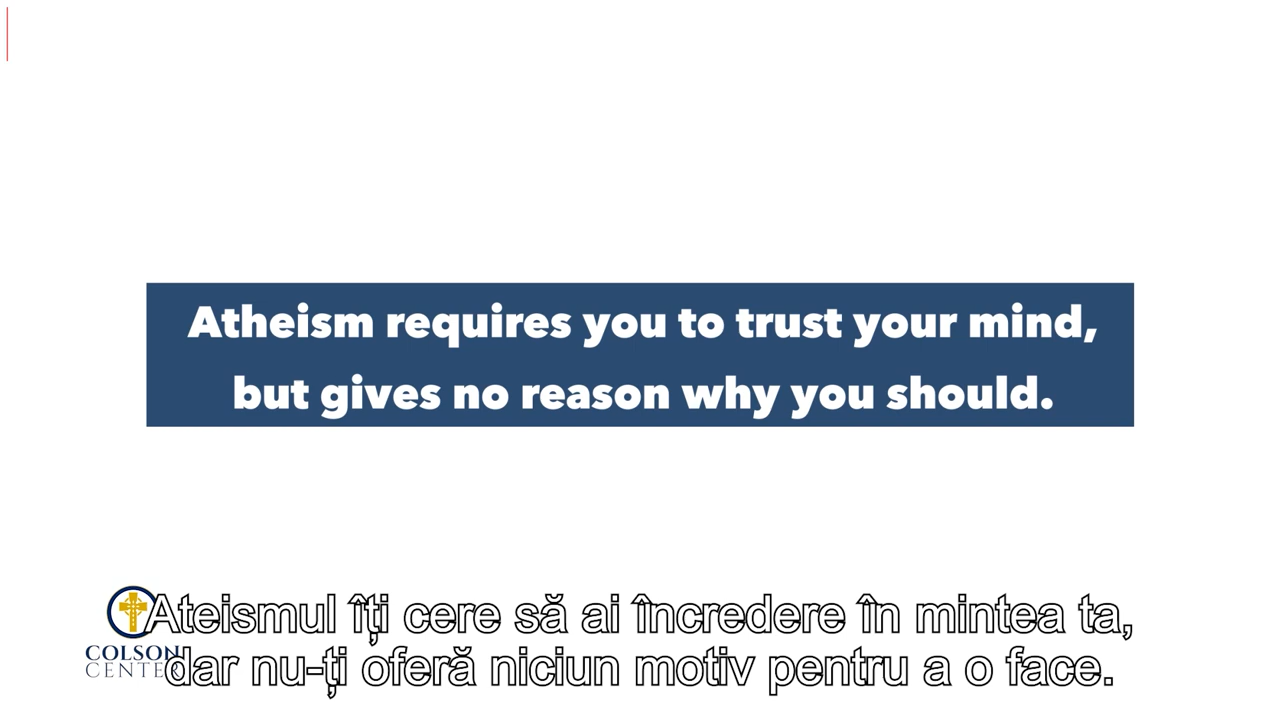 Atheism requires you to trust your mind,
but gives no reason why you should.
Ateismul îți cere să ai încredere în mintea ta,
dar nu-ți oferă niciun motiv pentru a o face.
COLSON
CENTER